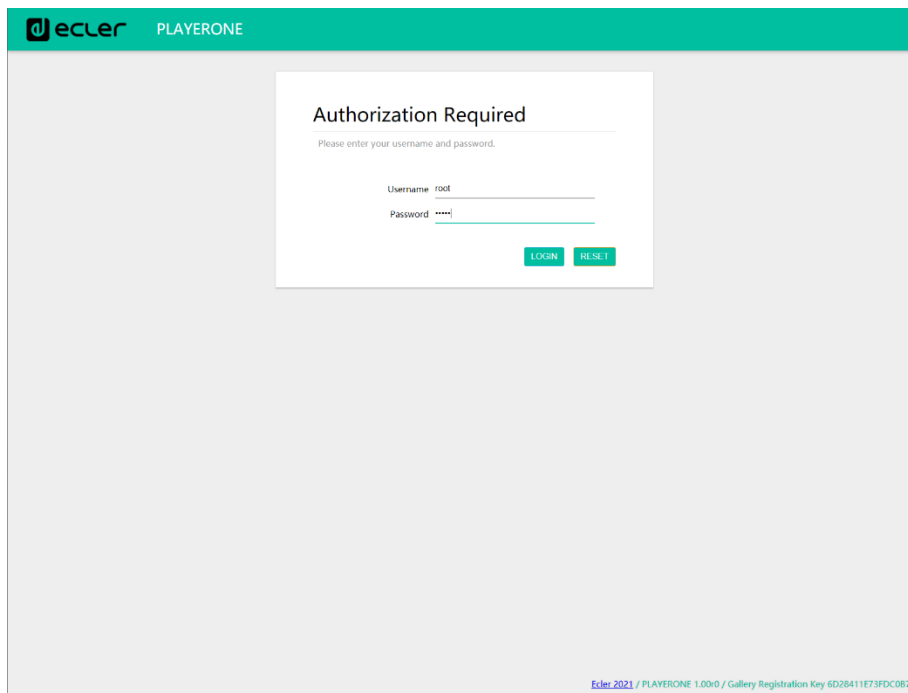 ecler PLAYERONE
Authorization Required
Please enter your username and password.
Username root
Password •••••
LOGIN RESET
Ecler 2021 / PLAYERONE 1.00r0 / Gallery Registration Key 6D28411E73FDC0B7